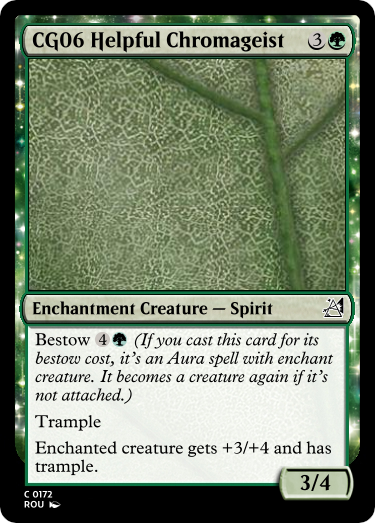 CG06 Helpful Chromageist 3
Enchantment Creature — Spirit
Bestow 4 (If you cast this card for its
bestow cost, it's an Aura spell with enchant
creature. It becomes a creature again if it's
not attached.)
Trample
Enchanted creature gets +3/+4 and has
trample.
3/4
C 0172
ROU